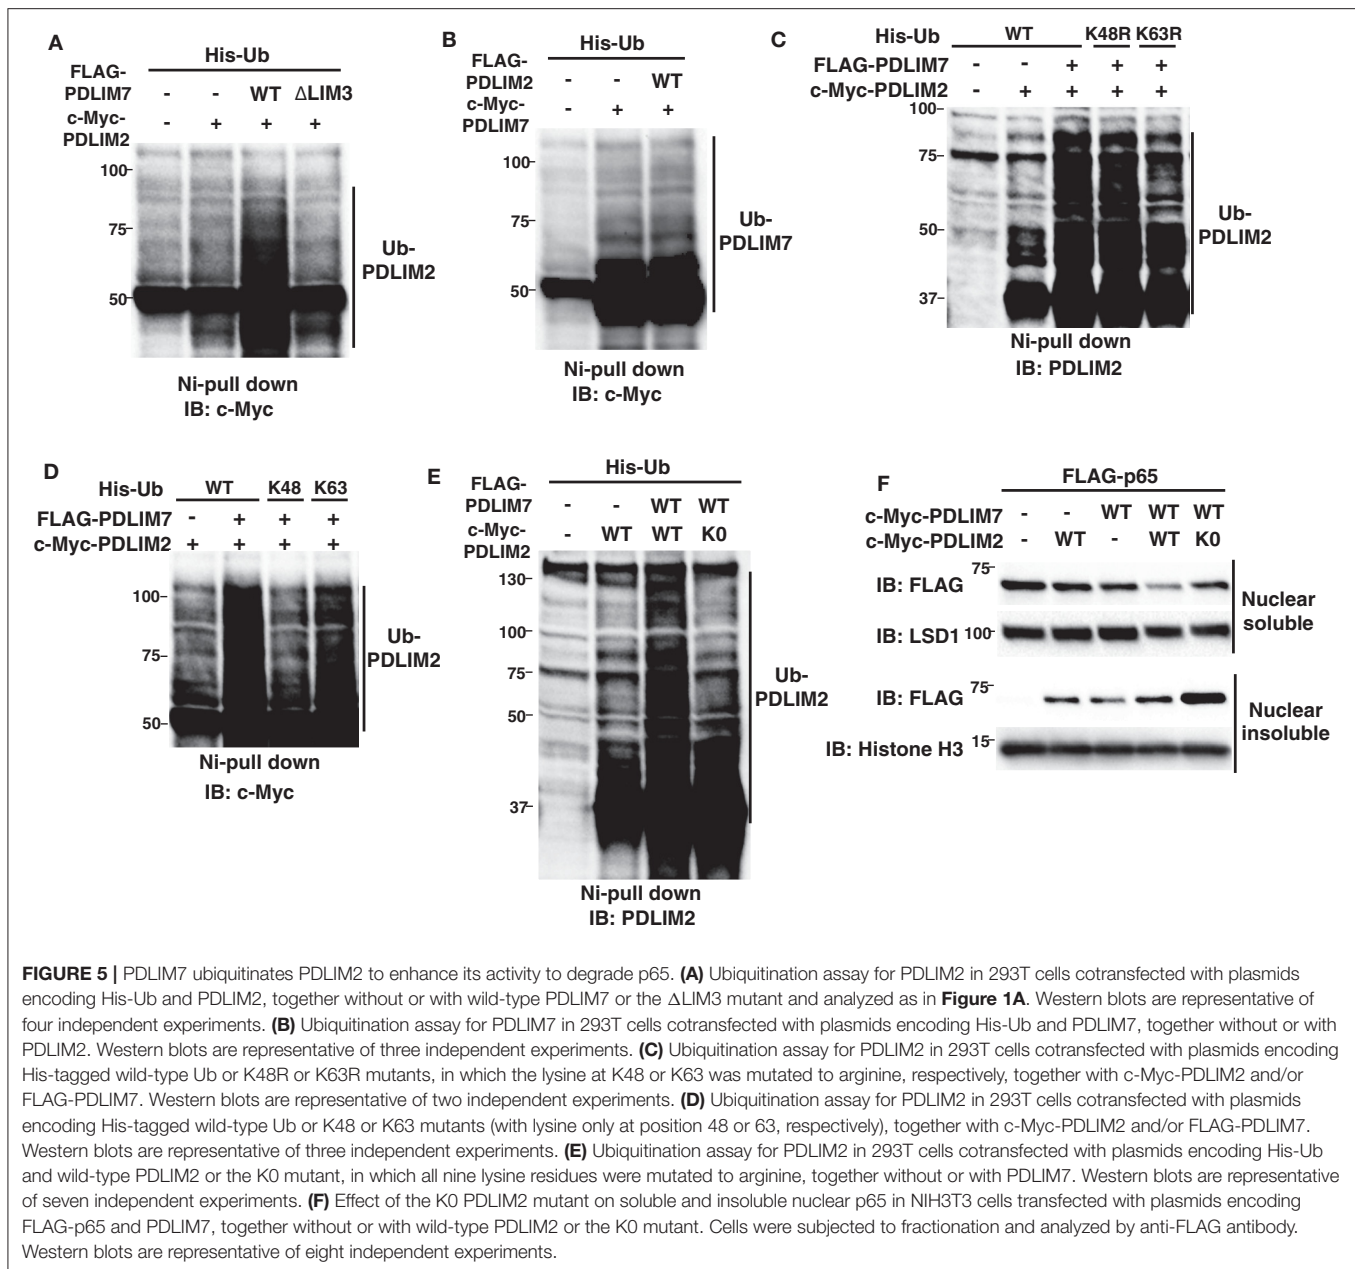 A
His-Ub
FLAG-
PDLIM7
- - WT ΔLIM3
c-Myc-
PDLIM2
- + + +
100
75
50
Ub-
PDLIM2
Ni-pull down
IB: c-Myc
B
His-Ub
FLAG-
PDLIM2
- - WT
c-Myc-
PDLIM7
- + +
100
75
50
Ub-
PDLIM7
Ni-pull down
IB: c-Myc
C
His-Ub WT K48R K63R
FLAG-PDLIM7 - - + + +
c-Myc-PDLIM2 - + + + +
100
75
50
37
Ub-
PDLIM2
Ni-pull down
IB: PDLIM2
D
His-Ub WT K48 K63
FLAG-PDLIM7 - + + +
c-Myc-PDLIM2 + + + +
100
75
50
Ub-
PDLIM2
Ni-pull down
IB: c-Myc
E
His-Ub
FLAG-
PDLIM7
- - WT WT
c-Myc-
PDLIM2
- WT WT K0
130
100
75
50
37
Ub-
PDLIM2
Ni-pull down
IB: PDLIM2
F
FLAG-p65
c-Myc-PDLIM7 - - WT WT WT
c-Myc-PDLIM2 - WT - WT K0
75
IB: FLAG
IB: LSD1 100
Nuclear
soluble
75
IB: FLAG
IB: Histone H3 15
Nuclear
insoluble
FIGURE 5 | PDLIM7 ubiquitinates PDLIM2 to enhance its activity to degrade p65. (A) Ubiquitination assay for PDLIM2 in 293T cells cotransfected with plasmids
encoding His-Ub and PDLIM2, together without or with wild-type PDLIM7 or the ΔLIM3 mutant and analyzed as in Figure 1A. Western blots are representative of
four independent experiments. (B) Ubiquitination assay for PDLIM7 in 293T cells cotransfected with plasmids encoding His-Ub and PDLIM7, together without or with
PDLIM2. Western blots are representative of three independent experiments. (C) Ubiquitination assay for PDLIM2 in 293T cells cotransfected with plasmids encoding
His-tagged wild-type Ub or K48R or K63R mutants, in which the lysine at K48 or K63 was mutated to arginine, respectively, together with c-Myc-PDLIM2 and/or
FLAG-PDLIM7. Western blots are representative of two independent experiments. (D) Ubiquitination assay for PDLIM2 in 293T cells cotransfected with plasmids
encoding His-tagged wild-type Ub or K48 or K63 mutants (with lysine only at position 48 or 63, respectively), together with c-Myc-PDLIM2 and/or FLAG-PDLIM7.
Western blots are representative of three independent experiments. (E) Ubiquitination assay for PDLIM2 in 293T cells cotransfected with plasmids encoding His-Ub
and wild-type PDLIM2 or the K0 mutant, in which all nine lysine residues were mutated to arginine, together without or with PDLIM7. Western blots are representative
of seven independent experiments. (F) Effect of the K0 PDLIM2 mutant on soluble and insoluble nuclear p65 in NIH3T3 cells transfected with plasmids encoding
FLAG-p65 and PDLIM7, together without or with wild-type PDLIM2 or the K0 mutant. Cells were subjected to fractionation and analyzed by anti-FLAG antibody.
Western blots are representative of eight independent experiments.